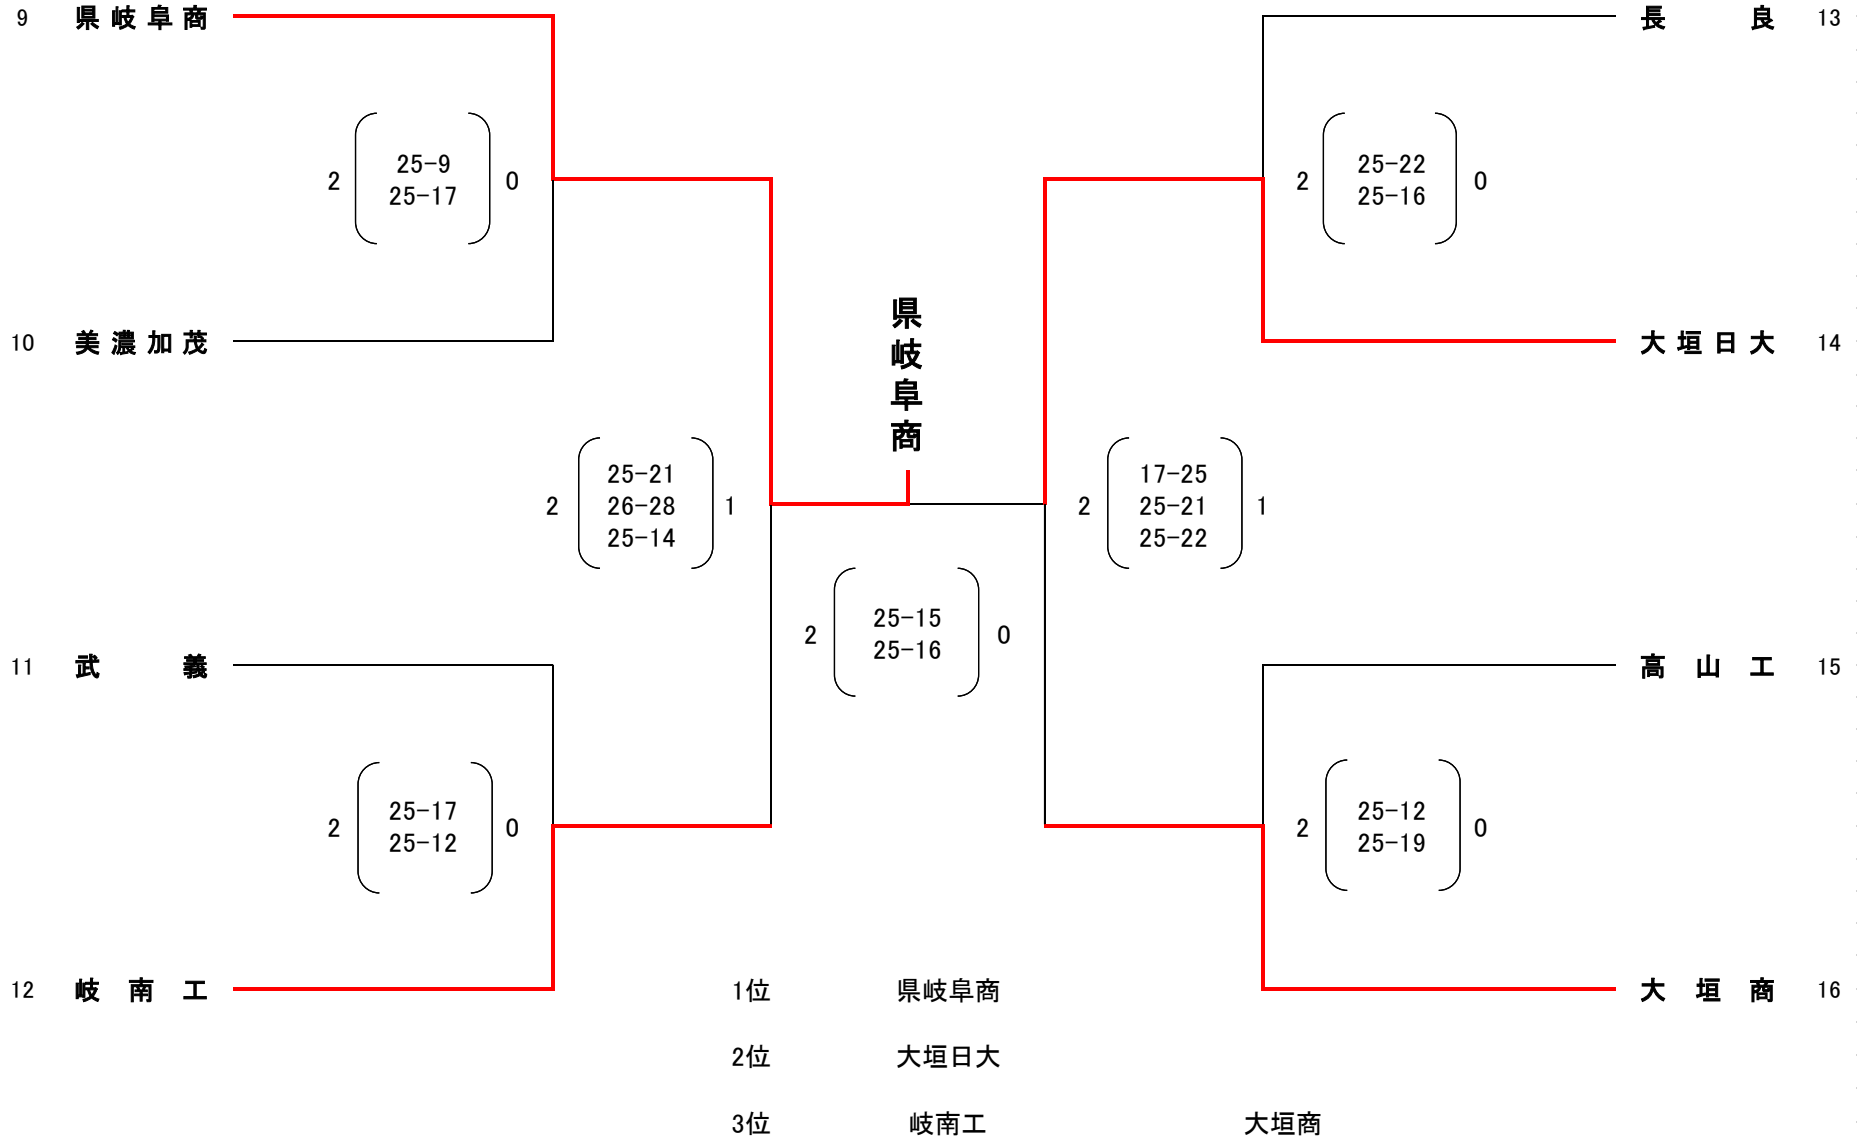 9 県岐阜商
長良 13
2 25-9 0
25-17
2 25-22 0
25-16
県岐阜商
10 美濃加茂
大垣日大 14
2 25-21 1
26-28
25-14
2 17-25 1
25-21
25-22
2 25-15 0
25-16
11 武義
高山工 15
2 25-17 0
25-12
2 25-12 0
25-19
12 岐南工
大垣商 16
1位 県岐阜商
2位 大垣日大
3位 岐南工 大垣商